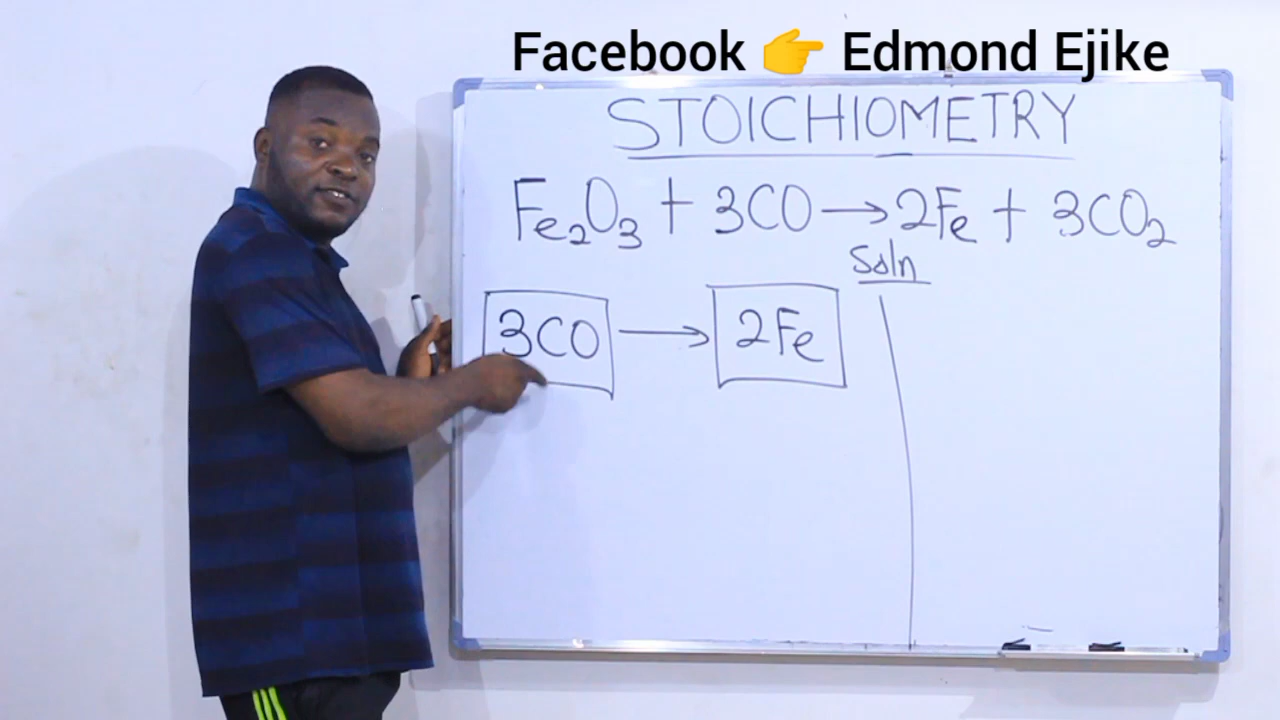 Facebook 👉 Edmond Ejike
STOICHIOMETRY
Fe₂O₃ + 3CO → 2Fe + 3CO₂
Soln
3CO → 2Fe